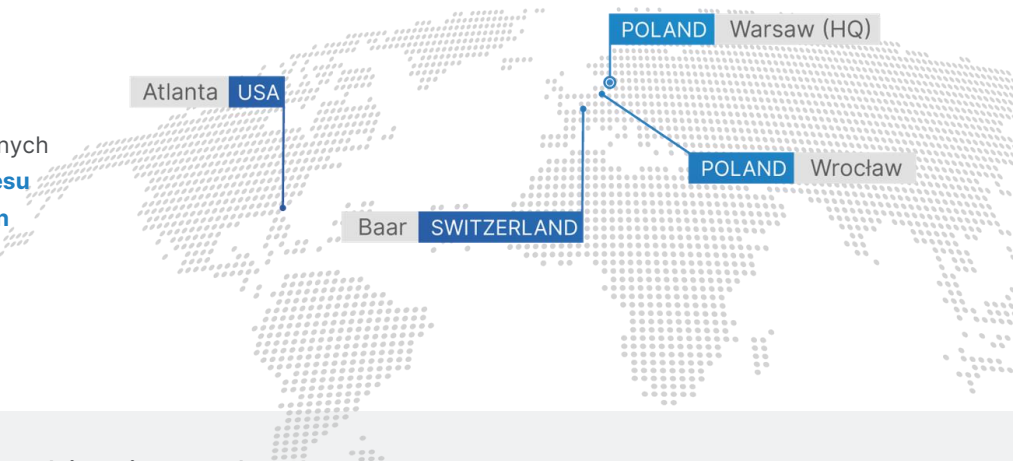 POLAND Warsaw (HQ)
Atlanta USA
nych
esu
POLAND Wrocław
Baar SWITZERLAND